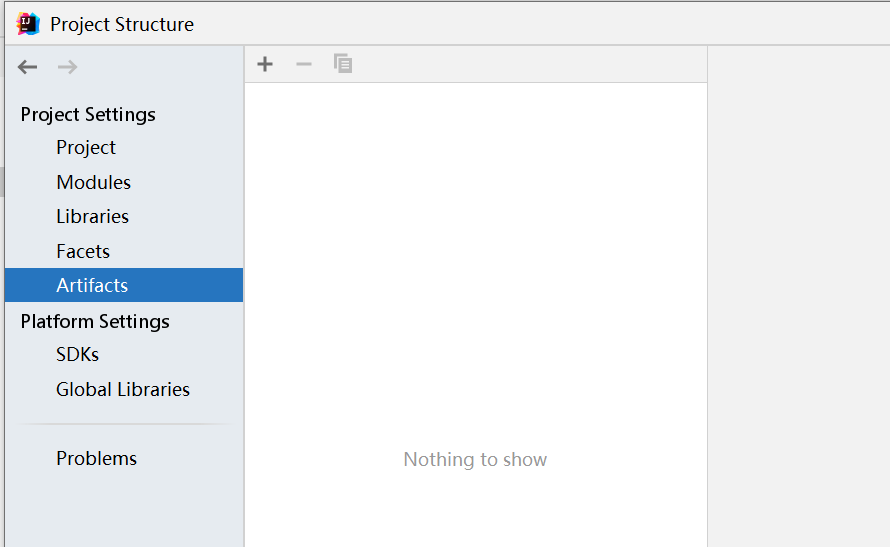 Project Structure
Project Settings
Project
Modules
Libraries
Facets
Artifacts
Platform Settings
SDKs
Global Libraries
Problems
Nothing to show